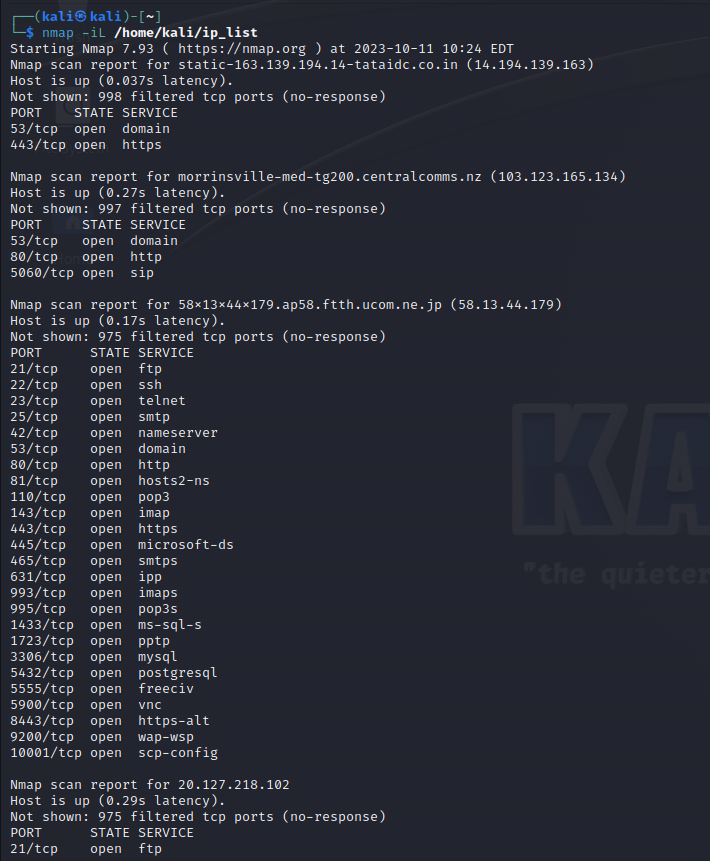 ┌──(kali㉿kali)-[~]
└─$ nmap -iL /home/kali/ip_list
Starting Nmap 7.93 ( https://nmap.org ) at 2023-10-11 10:24 EDT
Nmap scan report for static-163.139.194.14-tataidc.co.in (14.194.139.163)
Host is up (0.037s latency).
Not shown: 998 filtered tcp ports (no-response)
PORT    STATE SERVICE
53/tcp  open  domain
443/tcp open  https
Nmap scan report for morrinsville-med-tg200.centralcomms.nz (103.123.165.134)
Host is up (0.27s latency).
Not shown: 997 filtered tcp ports (no-response)
PORT     STATE SERVICE
53/tcp   open  domain
80/tcp   open  http
5060/tcp open  sip
Nmap scan report for 58×13×44×179.ap58.ftth.ucom.ne.jp (58.13.44.179)
Host is up (0.17s latency).
Not shown: 975 filtered tcp ports (no-response)
PORT      STATE SERVICE
21/tcp    open  ftp
22/tcp    open  ssh
23/tcp    open  telnet
25/tcp    open  smtp
42/tcp    open  nameserver
53/tcp    open  domain
80/tcp    open  http
81/tcp    open  hosts2-ns
110/tcp   open  pop3
143/tcp   open  imap
443/tcp   open  https
445/tcp   open  microsoft-ds
465/tcp   open  smtps
631/tcp   open  ipp
993/tcp   open  imaps
995/tcp   open  pop3s
1433/tcp  open  ms-sql-s
1723/tcp  open  pptp
3306/tcp  open  mysql
5432/tcp  open  postgresql
5555/tcp  open  freeciv
5900/tcp  open  vnc
8443/tcp  open  https-alt
9200/tcp  open  wap-wsp
10001/tcp open  scp-config
Nmap scan report for 20.127.218.102
Host is up (0.29s latency).
Not shown: 975 filtered tcp ports (no-response)
PORT      STATE SERVICE
21/tcp    open  ftp
KA
"the quieter